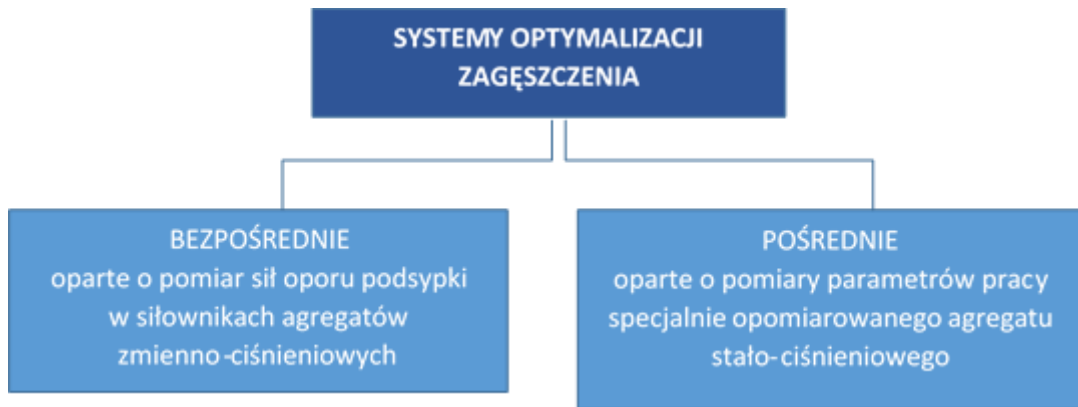 SYSTEMY OPTYMALIZACJI
ZAGĘSZCZENIA
BEZPOŚREDNIE
oparte o pomiar sił oporu podsypki
w siłownikach agregatów
zmienno-ciśnieniowych
POŚREDNIE
oparte o pomiary parametrów pracy
specjalnie opomiarowanego agregatu
stało-ciśnieniowego